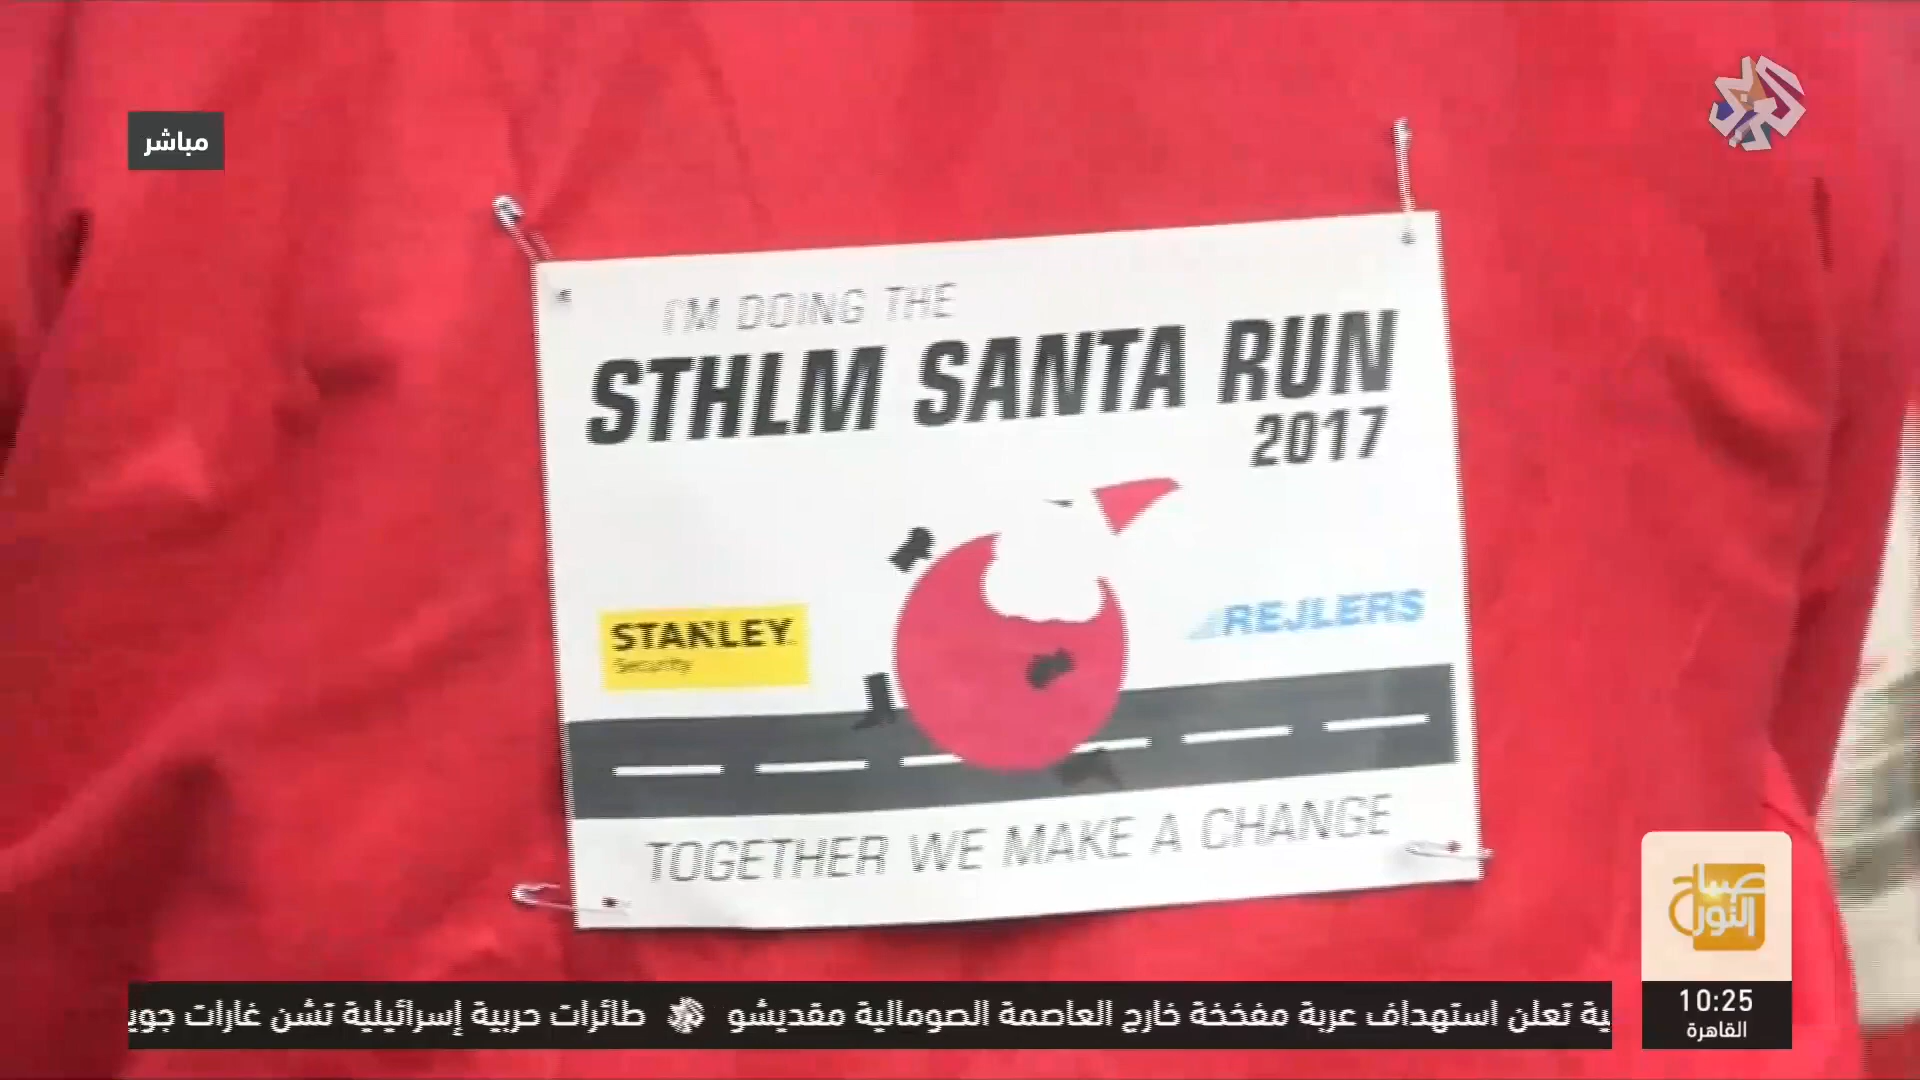 مباشر
I'M DOING THE
STHLM SANTA RUN
2017
STANLEY
Security
REJLERS
TOGETHER WE MAKE A CHANGE
صباح
النور
10:25
القاهرة
ية تعلن استهداف عربة مفخخة خارج العاصمة الصومالية مقديشو طائرات حربية إسرائيلية تشن غارات جوي